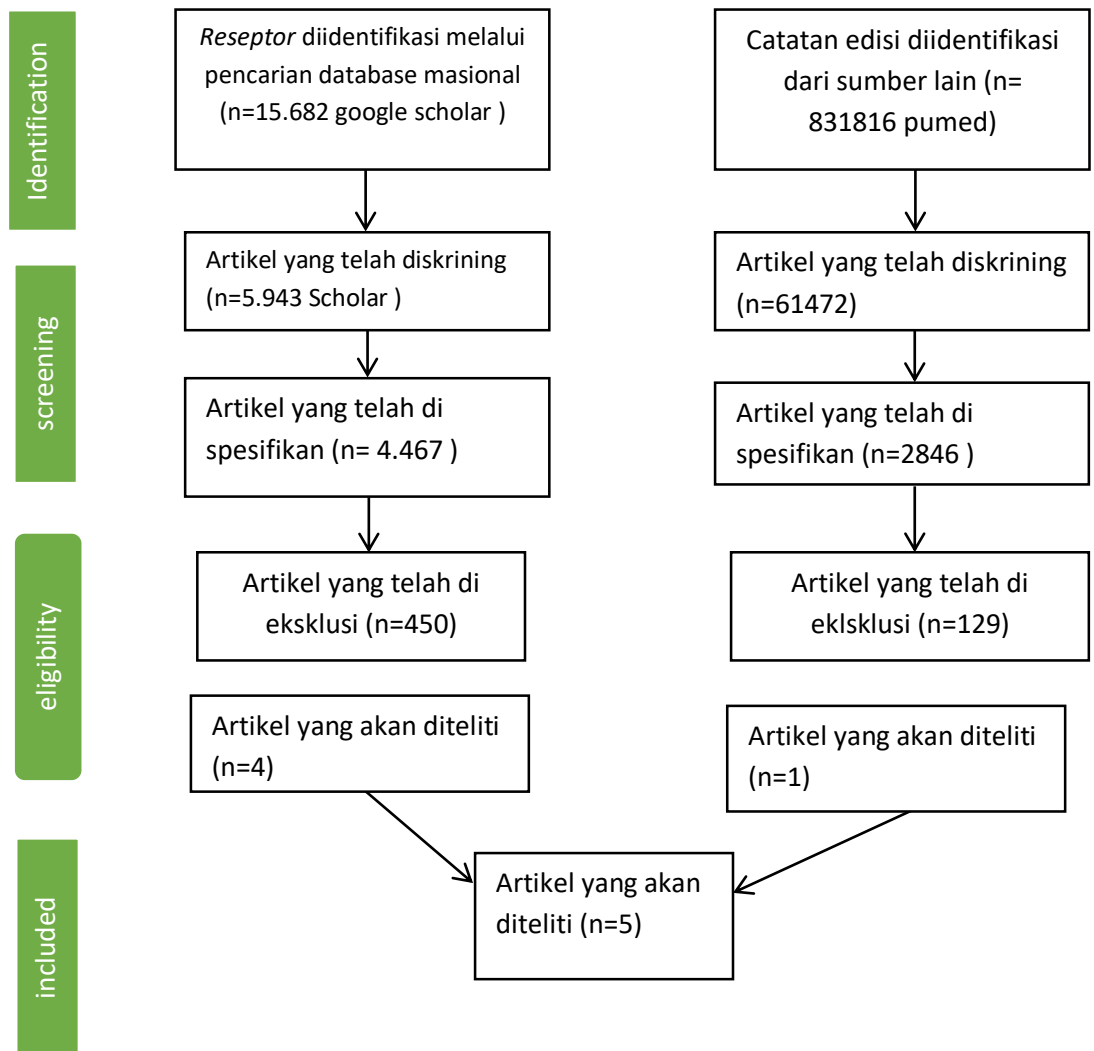 Identification
Reseptor diidentifikasi melalui
pencarian database masional
(n=15.682 google scholar )
Catatan edisi diidentifikasi
dari sumber lain (n=
831816 pumed)
screening
Artikel yang telah diskrining
(n=5.943 Scholar )
Artikel yang telah diskrining
(n=61472)
Artikel yang telah di
spesifikan (n= 4.467 )
Artikel yang telah di
spesifikan (n=2846 )
eligibility
Artikel yang telah di
eksklusi (n=450)
Artikel yang telah di
eklsklusi (n=129)
Artikel yang akan diteliti
(n=4)
Artikel yang akan diteliti
(n=1)
included
Artikel yang akan
diteliti (n=5)